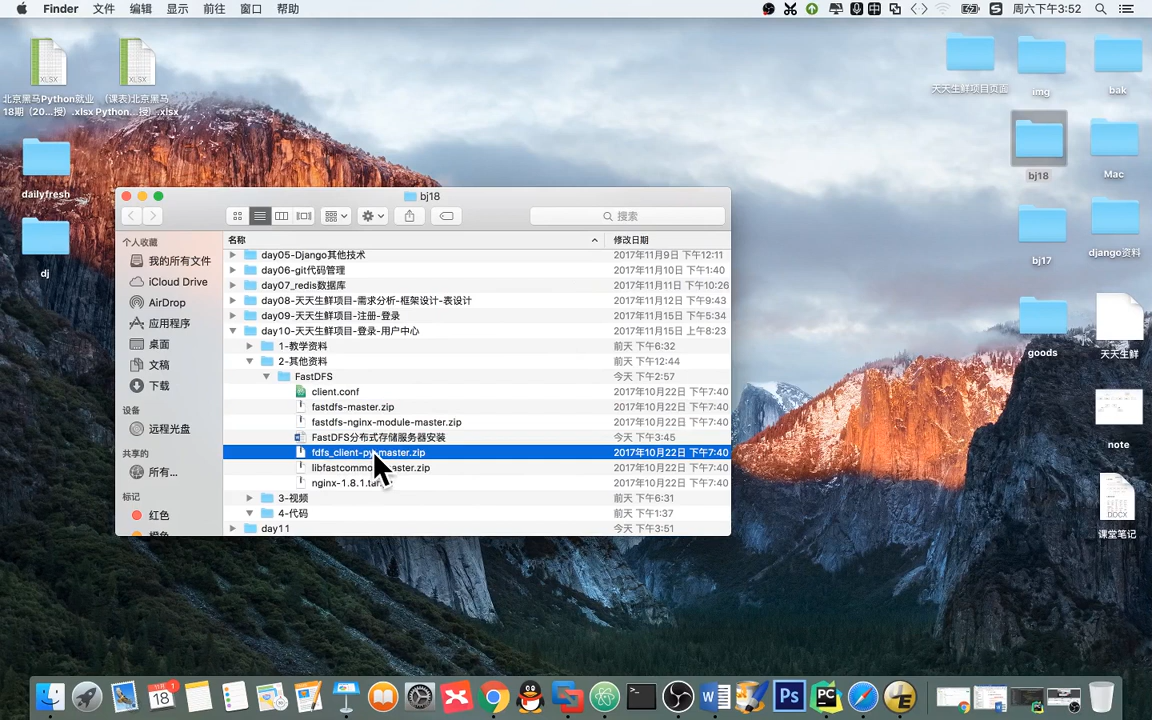 Finder 文件 编辑 显示 前往 窗口 帮助
周六下午3:52
XLSX
XLSX
北京黑马Python就业 (课表)北京黑马
18期（20...授）.xlsx Python...授）.xlsx
dailyfresh
dj
天天生鲜项目页面
img
bak
bj18
Mac
bj17
django资料
goods
天天生鲜
note
DOCX
课堂笔记
bj18
搜索
个人收藏
我的所有文件
iCloud Drive
AirDrop
应用程序
桌面
文稿
下载
设备
远程光盘
共享的
所有...
标记
红色
橙色
名称 修改日期
day05-Django其他技术 2017年11月9日 下午12:11
day06-git代码管理 2017年11月10日 下午1:40
day07_redis数据库 2017年11月11日 下午10:26
day08-天天生鲜项目-需求分析-框架设计-表设计 2017年11月12日 下午9:43
day09-天天生鲜项目-注册-登录 2017年11月15日 下午5:34
day10-天天生鲜项目-登录-用户中心 2017年11月15日 上午8:23
1-教学资料 前天 下午6:32
2-其他资料 前天 下午12:44
FastDFS 今天 下午2:57
client.conf 2017年10月22日 下午7:40
fastdfs-master.zip 2017年10月22日 下午7:40
fastdfs-nginx-module-master.zip 2017年10月22日 下午7:40
FastDFS分布式存储服务器安装 今天 下午3:45
fdfs_client-py-master.zip 2017年10月22日 下午7:40
libfastcommon-master.zip 2017年10月22日 下午7:40
nginx-1.8.1.tar 2017年10月22日 下午7:40
3-视频 前天 下午6:31
4-代码 前天 下午1:37
day11 今天 下午3:51
18
Ps
PC